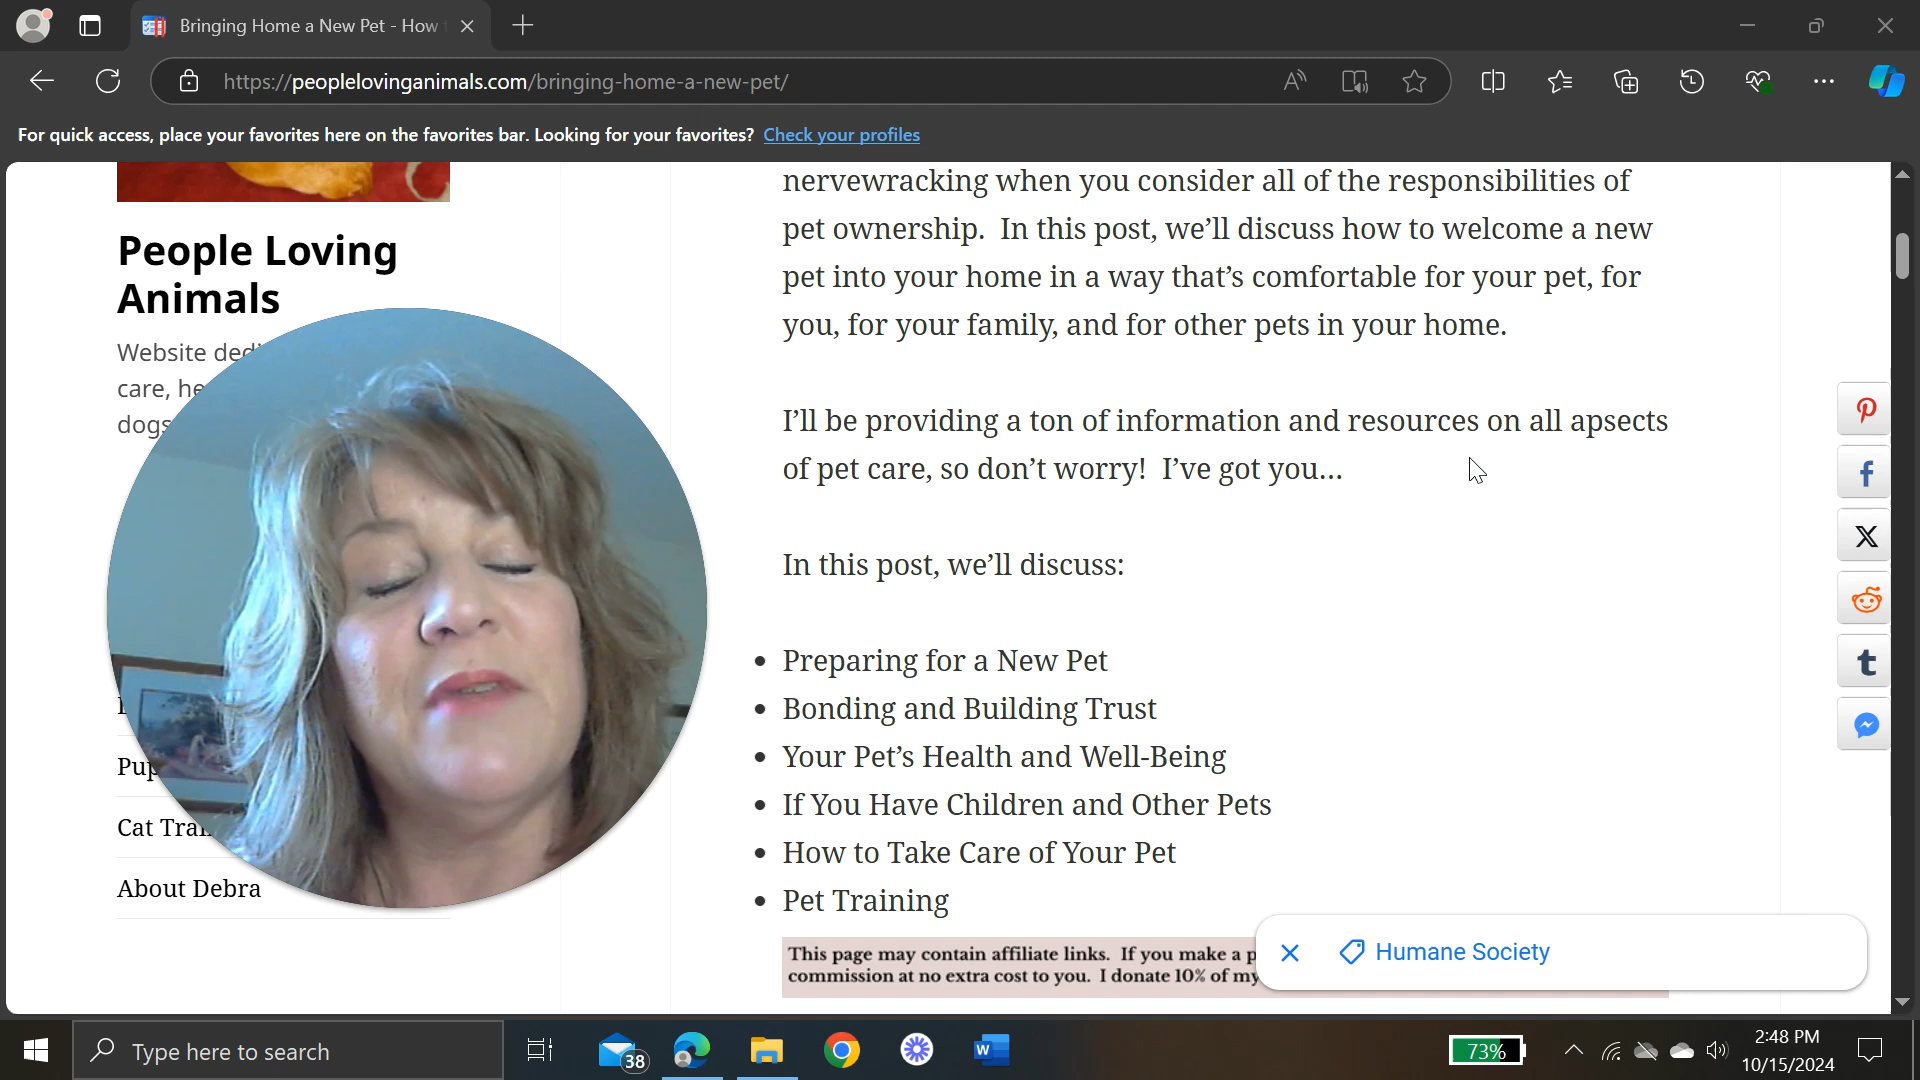 Bringing Home a New Pet - How
https://peoplelovinganimals.com/bringing-home-a-new-pet/
For quick access, place your favorites here on the favorites bar. Looking for your favorites? Check your profiles
People Loving
Animals
Website
care,
dogs
Cat
About Debra
nervewracking when you consider all of the responsibilities of
pet ownership. In this post, we’ll discuss how to welcome a new
pet into your home in a way that’s comfortable for your pet, for
you, for your family, and for other pets in your home.
I’ll be providing a ton of information and resources on all apsects
of pet care, so don’t worry! I’ve got you...
In this post, we’ll discuss:
• Preparing for a New Pet
• Bonding and Building Trust
• Your Pet’s Health and Well-Being
• If You Have Children and Other Pets
• How to Take Care of Your Pet
• Pet Training
This page may contain affiliate links. If you make a
commission at no extra cost to you. I donate 10% of my
Humane Society
Type here to search
38
73%
2:48 PM
10/15/2024